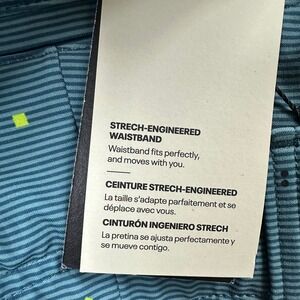 STRECH-ENGINEERED
WAISTBAND
Waistband fits perfectly,
and moves with you.
CEINTURE STRECH-ENGINEERED
La taille s'adapte parfaitement et se
déplace avec vous.
CINTURÓN INGENIERO STRECH
La pretina se ajusta perfectamente y
se mueve contigo.